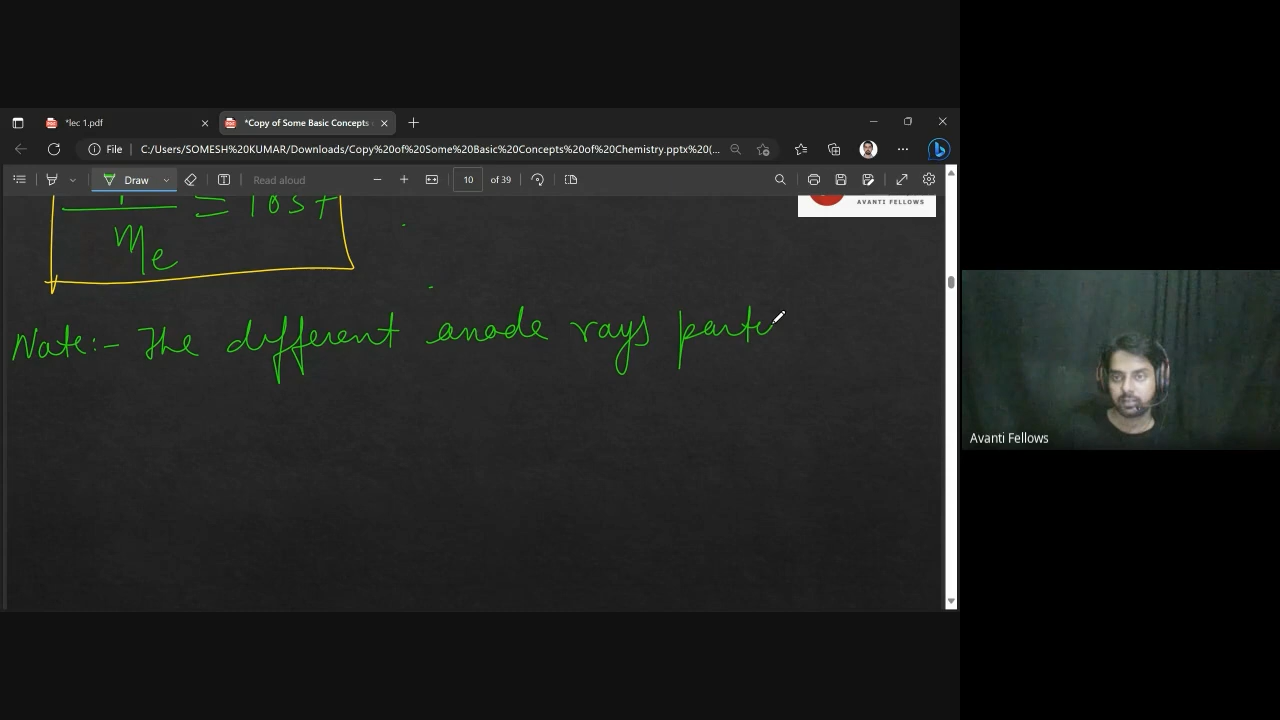 *lec 1.pdf
*Copy of Some Basic Concepts
File
C:/Users/SOMESH%20KUMAR/Downloads/Copy%20of%20Some%20Basic%20Concepts%20of%20Chemistry.pptx%20(...
Draw
Read aloud
10 of 39
AVANTI FELLOWS
me
Note:- The different anode rays parti
Avanti Fellows